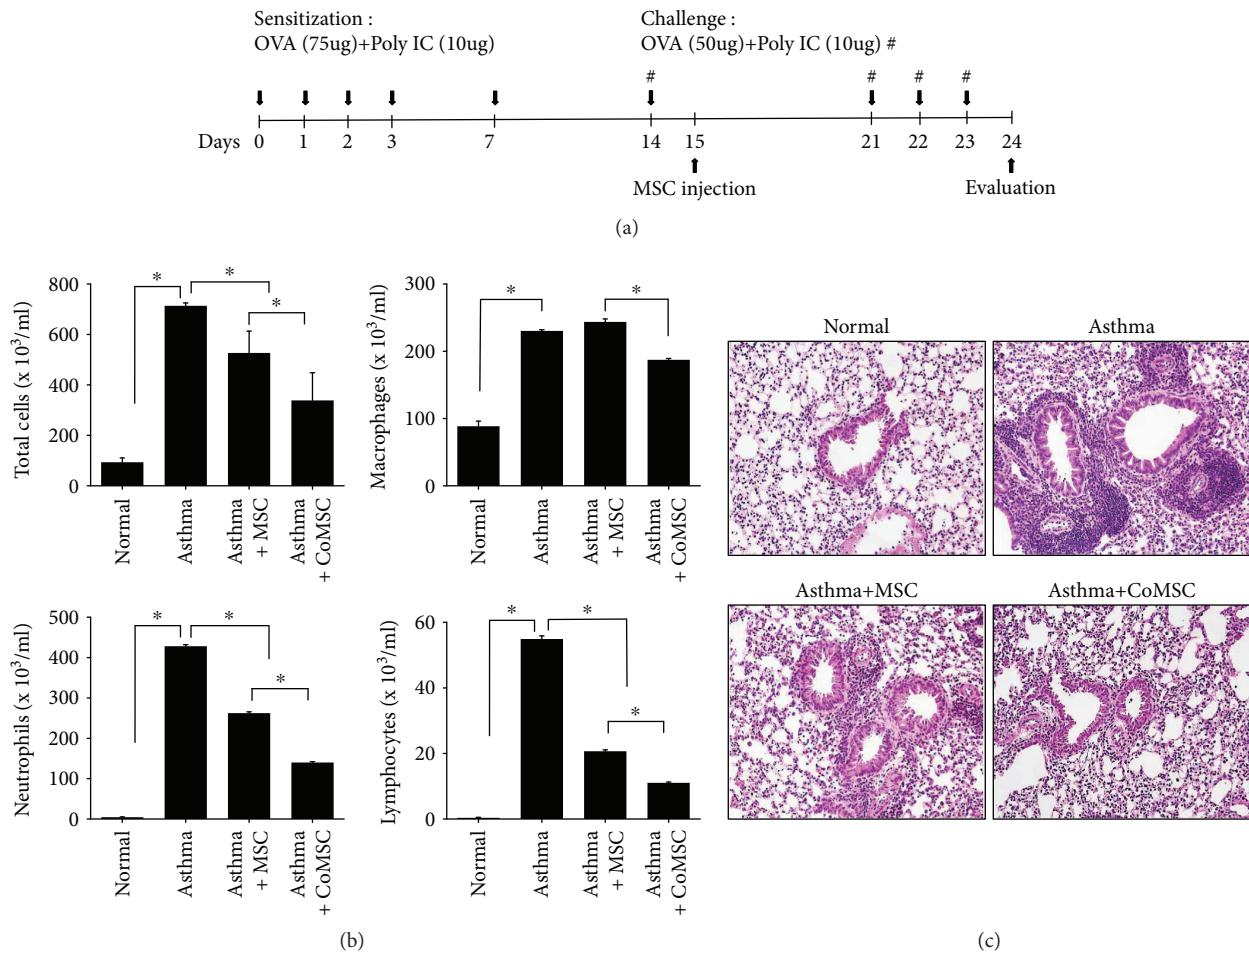 Sensitization :
OVA (75ug)+Poly IC (10ug)
Challenge :
OVA (50ug)+Poly IC (10ug) #
# # # #
Days 0 1 2 3 7 14 15 21 22 23 24
MSC injection
Evaluation
(a)
Total cells (x 10³/ml)
800
600
400
200
0
* * *
Normal
Asthma
Asthma
+ MSC
Asthma
+ CoMSC
Macrophages (x 10³/ml)
300
200
100
0
* *
Normal
Asthma
Asthma
+ MSC
Asthma
+ CoMSC
Neutrophils (x 10³/ml)
500
400
300
200
100
0
* * *
Normal
Asthma
Asthma
+ MSC
Asthma
+ CoMSC
Lymphocytes (x 10³/ml)
60
40
20
0
* * *
Normal
Asthma
Asthma
+ MSC
Asthma
+ CoMSC
(b)
Normal
Asthma
Asthma+MSC
Asthma+CoMSC
(c)